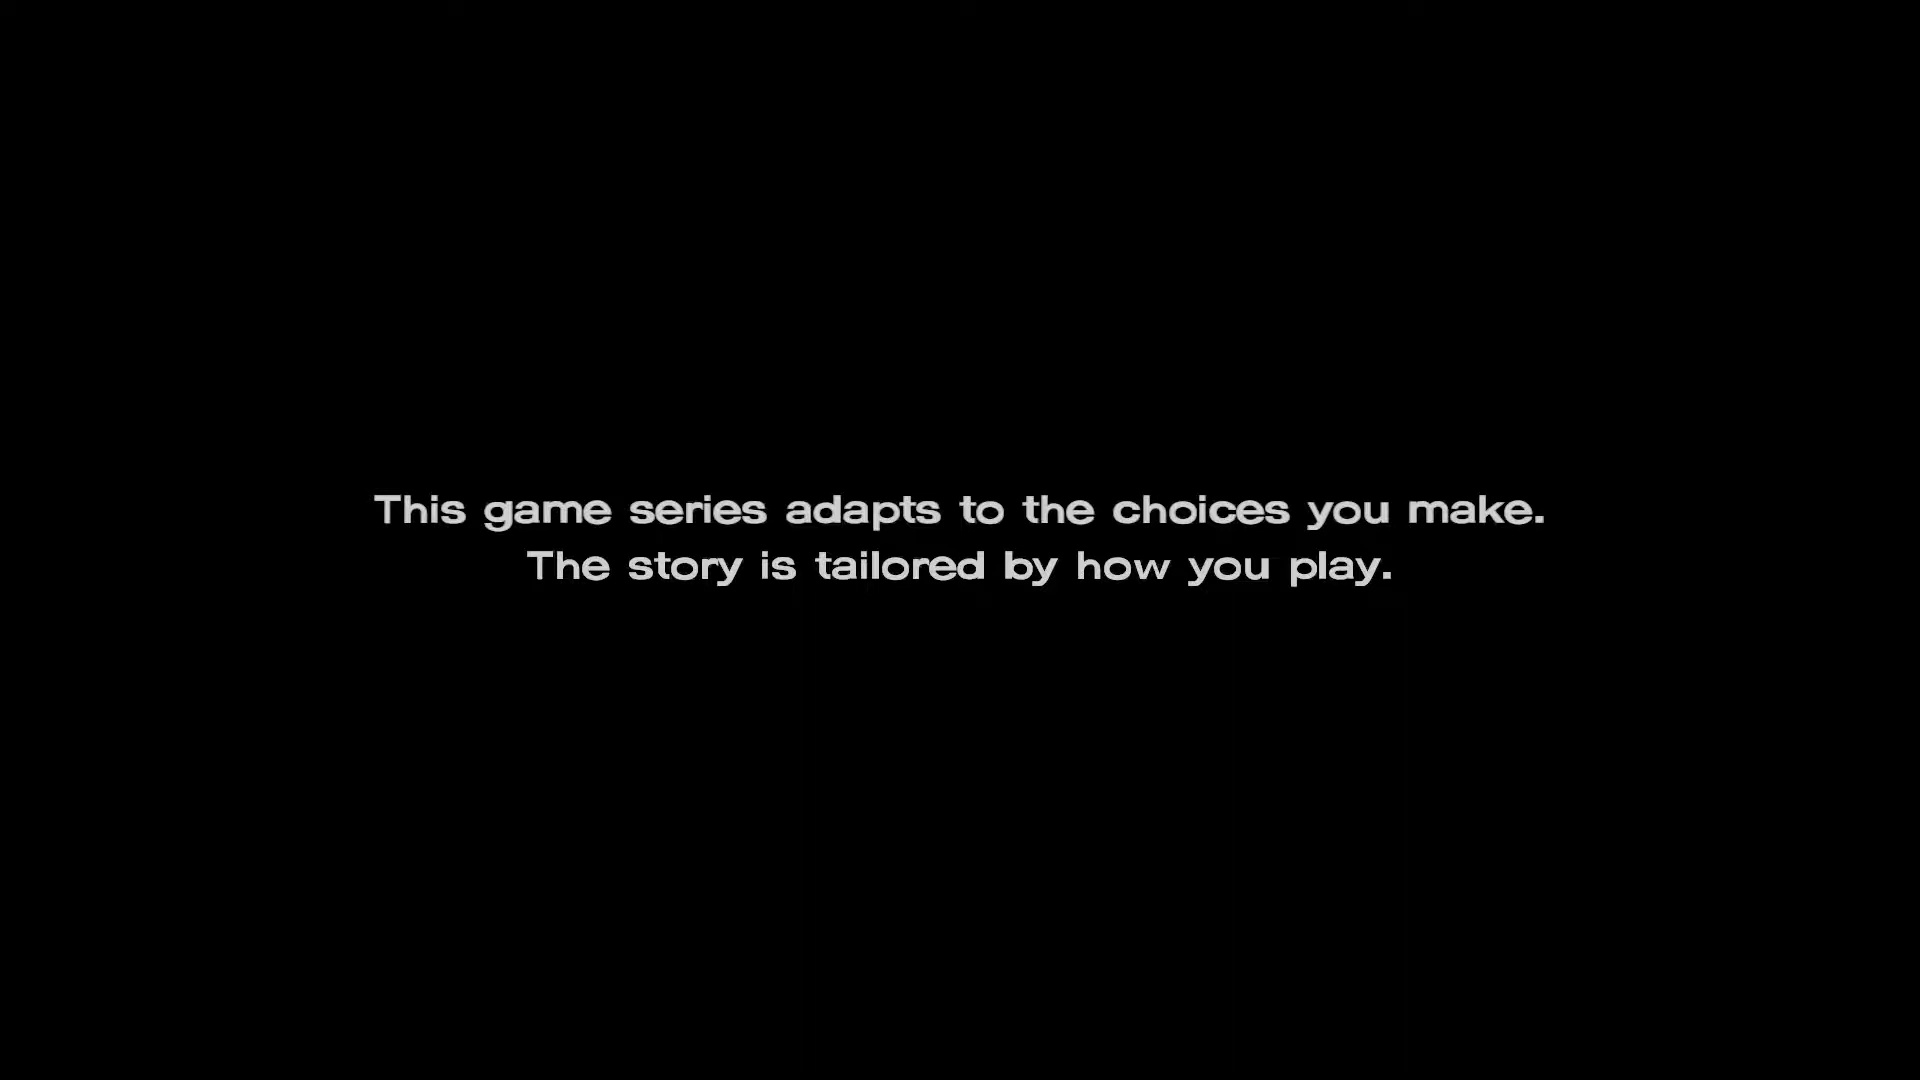 This game series adapts to the choices you make.
The story is tailored by how you play.